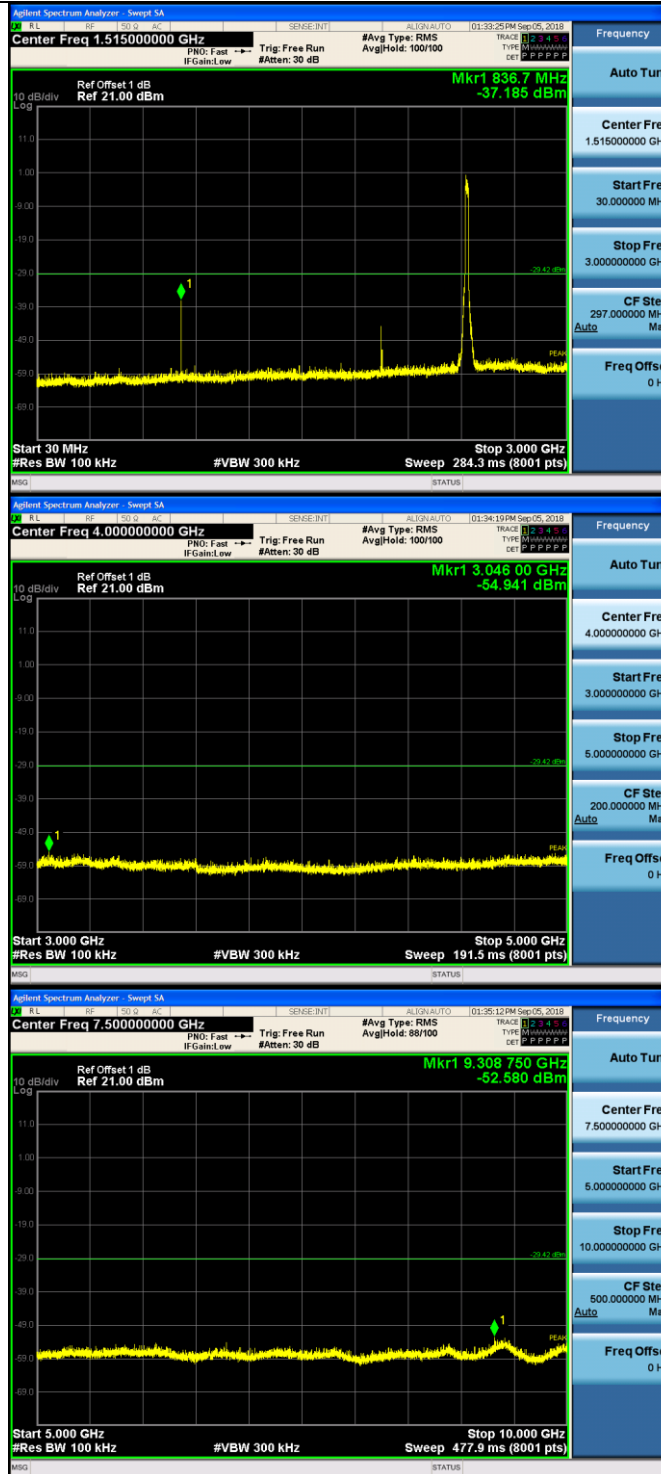 Agilent Spectrum Analyzer - Swept SA
RL RF 50 Ω AC SENSE:INT ALIGNAUTO 01:33:25 PM Sep 05, 2018
Center Freq 1.515000000 GHz #Avg Type: RMS TRACE 1 2 3 4 5 6 Frequency
PNO: Fast Trig: Free Run Avg|Hold: 100/100 TYPE M
IFGain:Low #Atten: 30 dB DET P P P P P P
Auto Tun
Mkr1 836.7 MHz
-37.185 dBm
Ref Offset 1 dB
10 dB/div Ref 21.00 dBm
Log
11.0
1.00
-9.00
-19.0
-29.0
-39.0
-49.0
-59.0
-69.0
-29.42 dBm
1
PEAK
Center Fre
1.515000000 GH
Start Fre
30.000000 MH
Stop Fre
3.000000000 GH
CF Ste
297.000000 MH
Auto Ma
Freq Offs
0 H
Start 30 MHz Stop 3.000 GHz
#Res BW 100 kHz #VBW 300 kHz Sweep 284.3 ms (8001 pts)
MSG STATUS
Agilent Spectrum Analyzer - Swept SA
RL RF 50 Ω AC SENSE:INT ALIGNAUTO 01:34:19 PM Sep 05, 2018
Center Freq 4.000000000 GHz #Avg Type: RMS TRACE 1 2 3 4 5 6 Frequency
PNO: Fast Trig: Free Run Avg|Hold: 100/100 TYPE M
IFGain:Low #Atten: 30 dB DET P P P P P P
Auto Tun
Mkr1 3.046 00 GHz
-54.941 dBm
Ref Offset 1 dB
10 dB/div Ref 21.00 dBm
Log
11.0
1.00
-9.00
-19.0
-29.0
-39.0
-49.0
-59.0
-69.0
-29.42 dBm
1
PEAK
Center Fre
4.000000000 GH
Start Fre
3.000000000 GH
Stop Fre
5.000000000 GH
CF Ste
200.000000 MH
Auto Ma
Freq Offs
0 H
Start 3.000 GHz Stop 5.000 GHz
#Res BW 100 kHz #VBW 300 kHz Sweep 191.5 ms (8001 pts)
MSG STATUS
Agilent Spectrum Analyzer - Swept SA
RL RF 50 Ω AC SENSE:INT ALIGNAUTO 01:35:12 PM Sep 05, 2018
Center Freq 7.500000000 GHz #Avg Type: RMS TRACE 1 2 3 4 5 6 Frequency
PNO: Fast Trig: Free Run Avg|Hold: 88/100 TYPE M
IFGain:Low #Atten: 30 dB DET P P P P P P
Auto Tun
Mkr1 9.308 750 GHz
-52.580 dBm
Ref Offset 1 dB
10 dB/div Ref 21.00 dBm
Log
11.0
1.00
-9.00
-19.0
-29.0
-39.0
-49.0
-59.0
-69.0
-29.42 dBm
1
PEAK
Center Fre
7.500000000 GH
Start Fre
5.000000000 GH
Stop Fre
10.000000000 GH
CF Ste
500.000000 MH
Auto Ma
Freq Offs
0 H
Start 5.000 GHz Stop 10.000 GHz
#Res BW 100 kHz #VBW 300 kHz Sweep 477.9 ms (8001 pts)
MSG STATUS